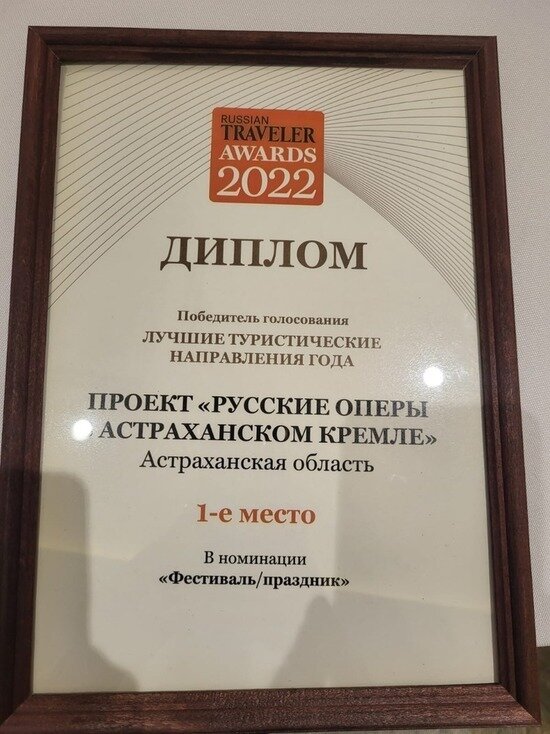 RUSSIAN
TRAVELER
AWARDS
2022
ДИПЛОМ
Победитель голосования
ЛУЧШИЕ ТУРИСТИЧЕСКИЕ
НАПРАВЛЕНИЯ ГОДА
ПРОЕКТ «РУССКИЕ ОПЕРЫ
АСТРАХАНСКОМ КРЕМЛЕ»
Астраханская область
1-е место
В номинации
«Фестиваль/праздник»